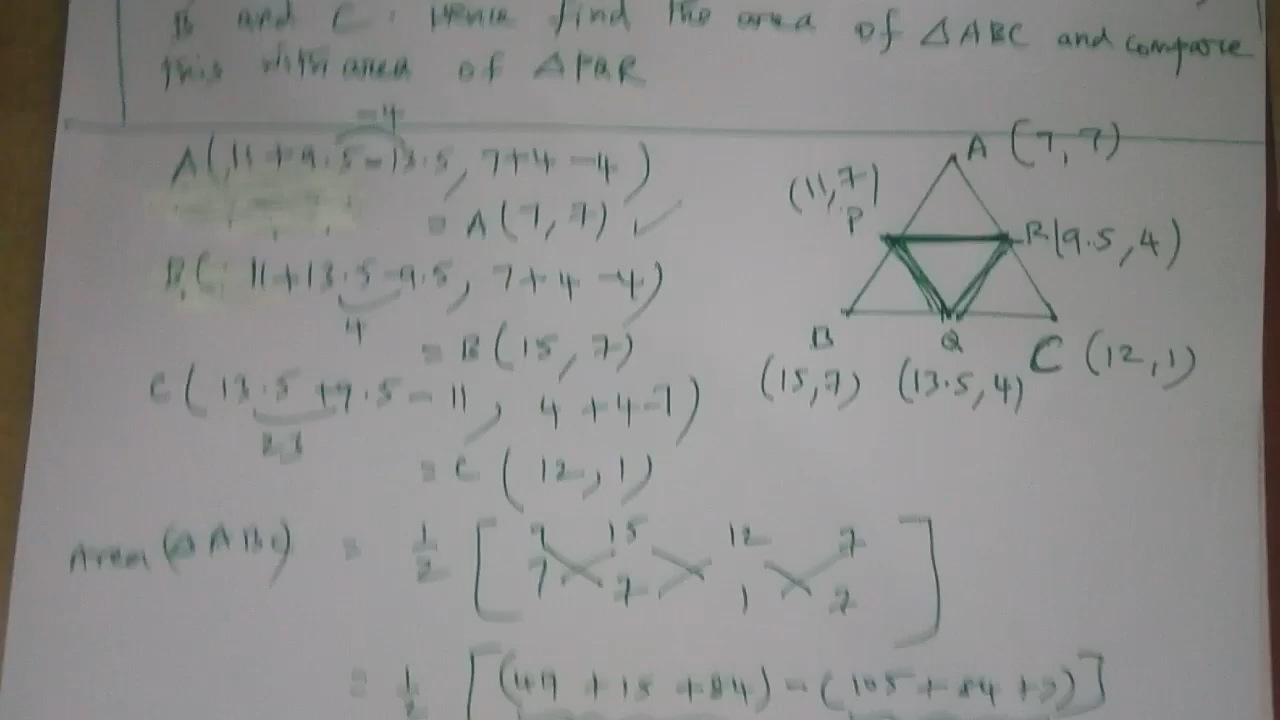 B and C. Hence find the area of ΔABC and compare
this with area of ΔPQR
-4
A(11+9.5-13.5, 7+4-4)
= A(7,7) ✓
B( 11+13.5-9.5, 7+4-4)
4
= B(15,7)
C(13.5+9.5-11, 4+4-7)
23
= C(12,1)
A (7,7)
(11,7)
P
R(9.5,4)
B
Q
C (12,1)
(15,7) (13.5,4)
Area(ΔABC) = 1/2 [ 7 15 12 7
7 7 1 7 ]
= 1/2 [(49+15+84)-(105+84+7)]